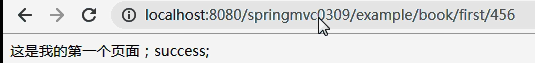 localhost:8080/springmvc0309/example/book/first/456
这是我的第一个页面；success;